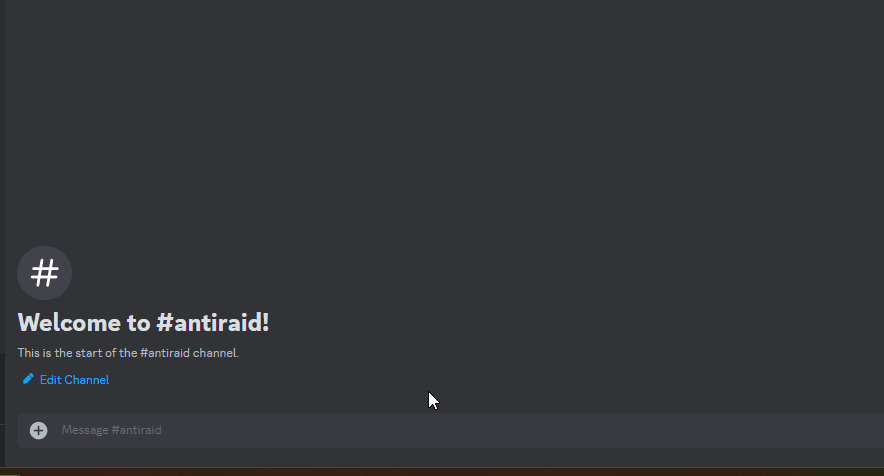 #
Welcome to #antiraid!
This is the start of the #antiraid channel.
Edit Channel
Message #antiraid